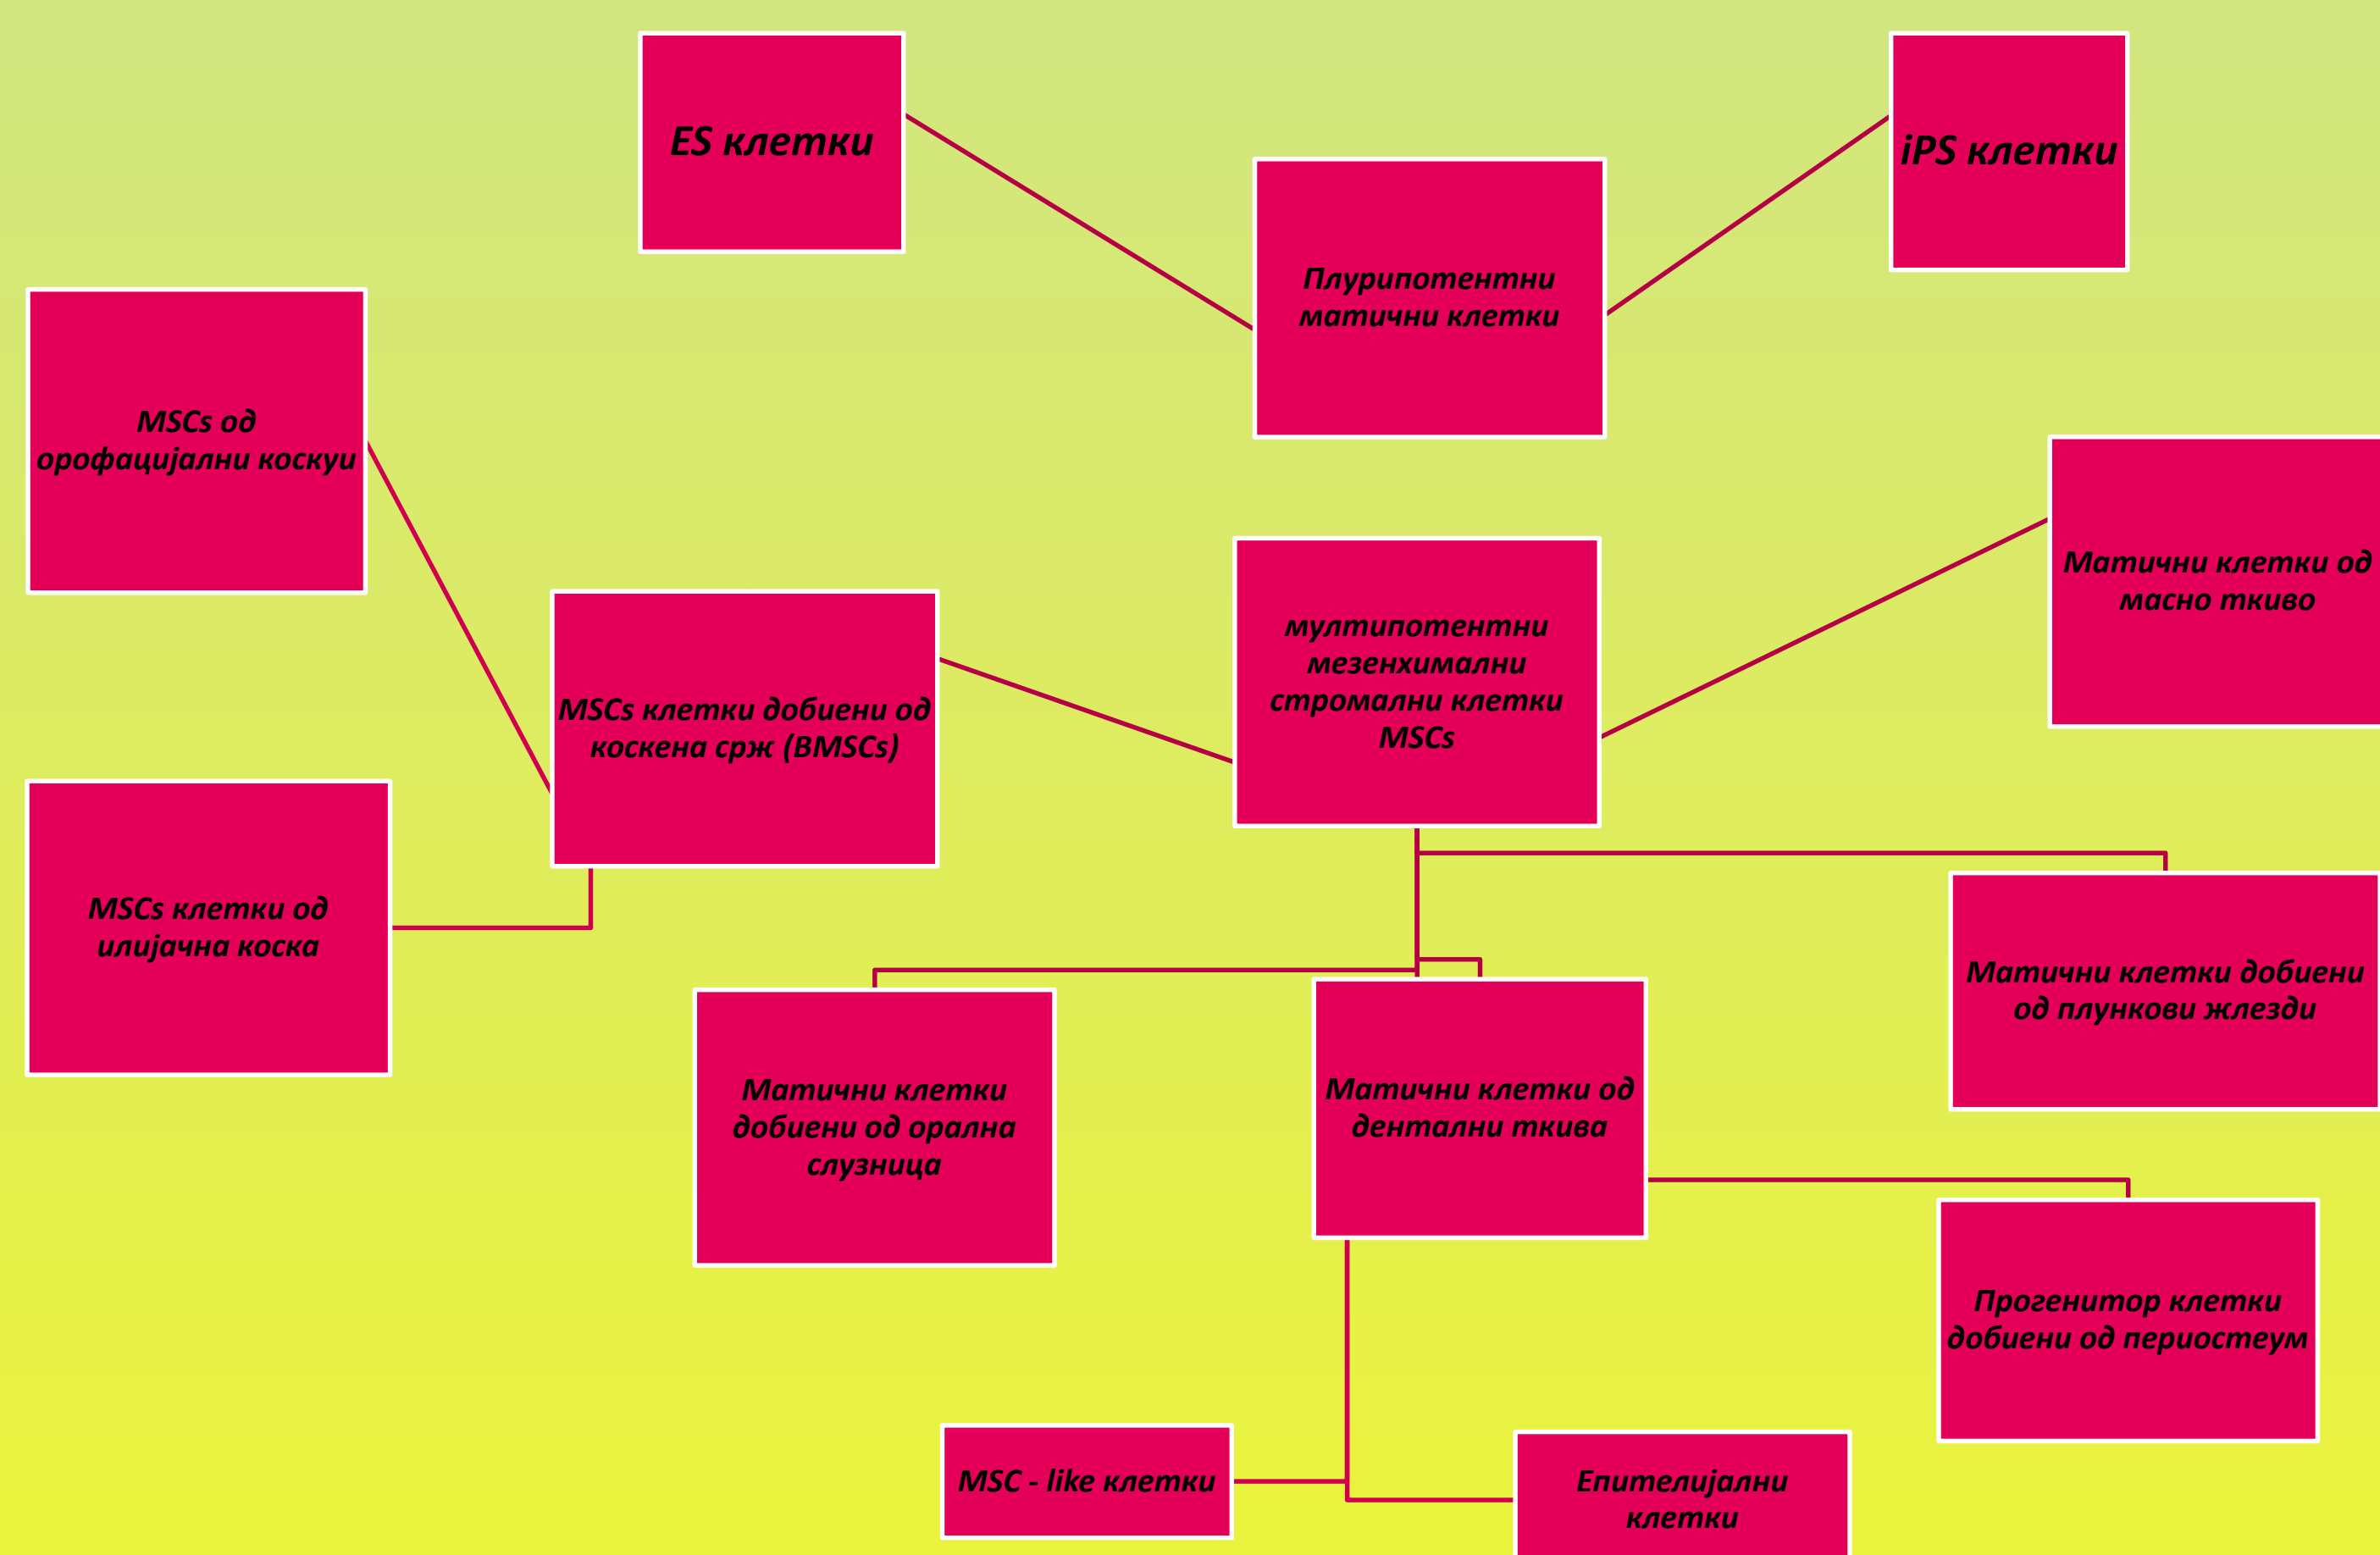 ES клетки
iPS клетки
Плурипотентни
матични клетки
MSCs од
орофацијални коскуи
Матични клетки од
масно ткиво
мултипотентни
мезенхимални
стромални клетки
MSCs
MSCs клетки добиени од
коскена срж (BMSCs)
MSCs клетки од
илијачна коска
Матични клетки добиени
од плункови жлезди
Матични клетки
добиени од орална
слузница
Матични клетки од
дентални ткива
Прогенитор клетки
добиени од периостеум
MSC - like клетки
Епителијални
клетки